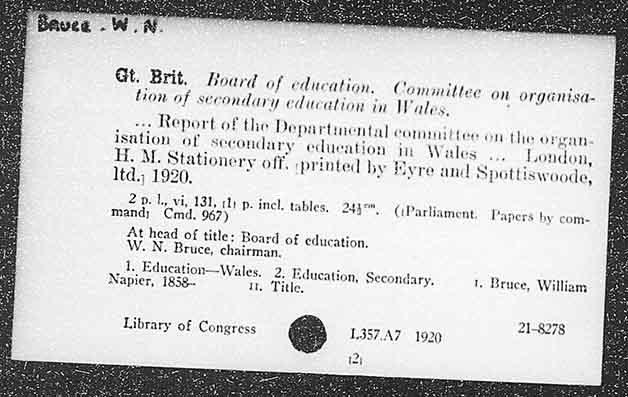 Bruce. W. N.
Gt. Brit. Board of education. Committee on organisa-
tion of secondary education in Wales.
... Report of the Departmental committee on the organ-
isation of secondary education in Wales ... London,
H. M. Stationery off. [printed by Eyre and Spottiswoode,
ltd.] 1920.
2 p. l., vi, 131, [1] p. incl. tables. 24½ᶜᵐ. ([Parliament. Papers by com-
mand] Cmd. 967)
At head of title: Board of education.
W. N. Bruce, chairman.
1. Education—Wales. 2. Education, Secondary. I. Bruce, William
Napier, 1858– II. Title.
Library of Congress L357.A7 1920 21–8278
[2]